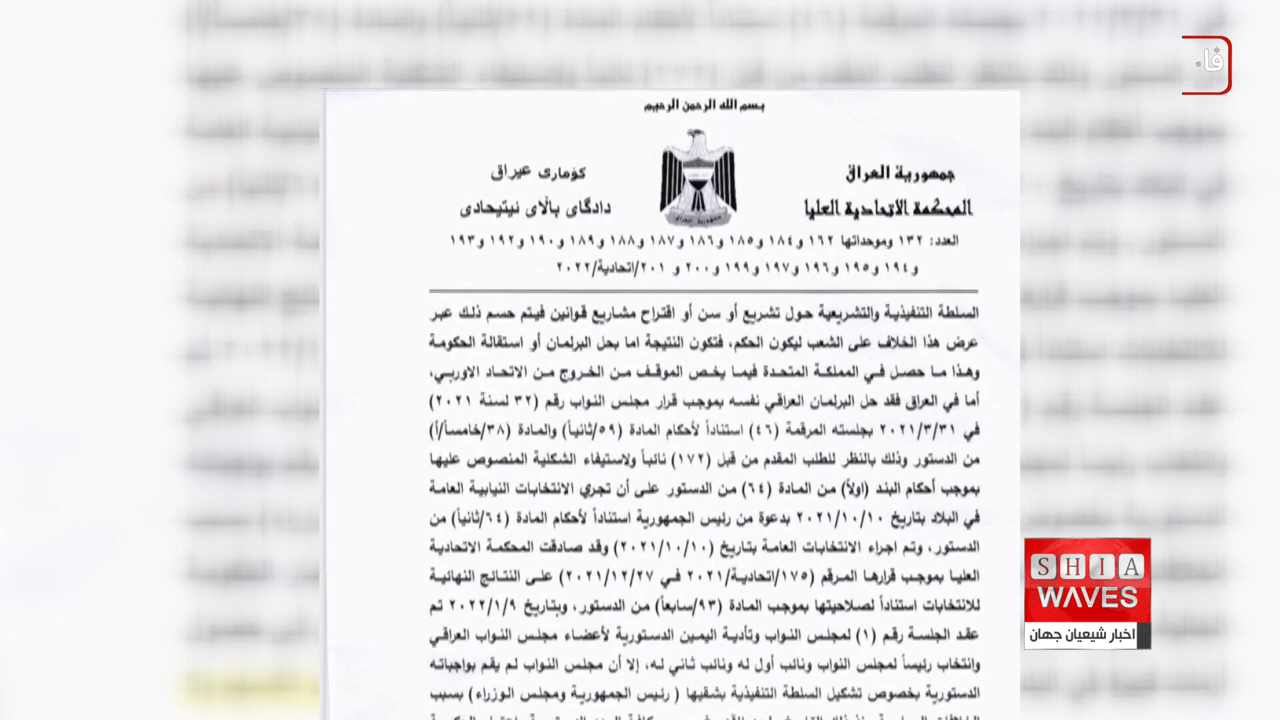 فا
بسم الله الرحمن الرحيم
جمهورية العراق
المحكمة الاتحادية العليا
كۆماری عیراق
دادگای باڵای ئیتیحادی
العدد: ١٣٢ وموحداتها ١٦٢ و١٨٤ و١٨٥ و١٨٦ و١٨٧ و١٨٨ و١٨٩ و١٩٠ و١٩٢ و١٩٣
و١٩٤ و١٩٥ و١٩٦ و١٩٧ و١٩٩ و٢٠٠ و ٢٠١/اتحادية/٢٠٢٢
السلطة التنفيذية والتشريعية حول تشريع أو سن أو اقتراح مشاريع قوانين فيتم حسم ذلك عبر
عرض هذا الخلاف على الشعب ليكون الحكم، فتكون النتيجة اما بحل البرلمان أو استقالة الحكومة
وهذا ما حصل في المملكة المتحدة فيما يخص الموقف من الخروج من الاتحاد الاوربي،
أما في العراق فقد حل البرلمان العراقي نفسه بموجب قرار مجلس النواب رقم (٣٢ لسنة ٢٠٢١)
في ٢٠٢١/٣/٣١ بجلسته المرقمة (٤٦) استناداً لأحكام المادة (٥٩/ثانياً) والمادة (٣٨/خامساً/أ)
من الدستور وذلك بالنظر للطلب المقدم من قبل (١٧٢) نائباً ولاستيفاء الشكلية المنصوص عليها
بموجب أحكام البند (اولاً) من المادة (٦٤) من الدستور على أن تجري الانتخابات النيابية العامة
في البلاد بتاريخ ٢٠٢١/١٠/١٠ بدعوة من رئيس الجمهورية استناداً لأحكام المادة (٦٤/ثانياً) من
الدستور، وتم اجراء الانتخابات العامة بتاريخ (٢٠٢١/١٠/١٠) وقد صادقت المحكمة الاتحادية
العليا بموجب قرارها المرقم (١٧٥/اتحادية/٢٠٢١ في ٢٠٢١/١٢/٢٧) على النتائج النهائية
للانتخابات استناداً لصلاحيتها بموجب المادة (٩٣/سابعاً) من الدستور، وبتاريخ ٢٠٢٢/١/٩ تم
عقد الجلسة رقم (١) لمجلس النواب وتأدية اليمين الدستورية لأعضاء مجلس النواب العراقي
وانتخاب رئيساً لمجلس النواب ونائب أول له ونائب ثاني له، إلا أن مجلس النواب لم يقم بواجباته
الدستورية بخصوص تشكيل السلطة التنفيذية بشقيها ( رئيس الجمهورية ومجلس الوزراء) بسبب
SHIA
WAVES
اخبار شیعیان جهان